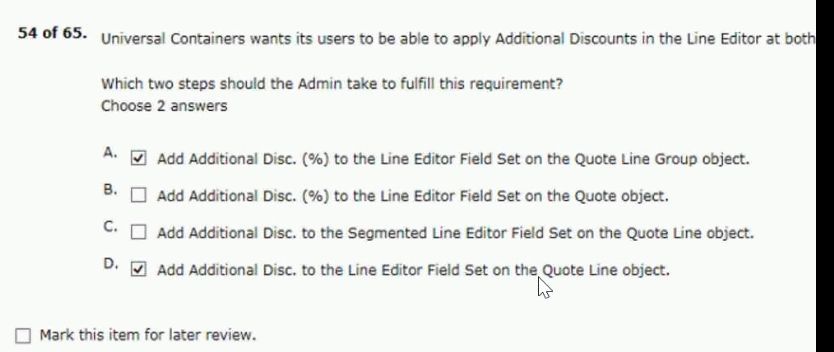 54 of 65. Universal Containers wants its users to be able to apply Additional Discounts in the Line Editor at both
Which two steps should the Admin take to fulfill this requirement?
Choose 2 answers
A. Add Additional Disc. (%) to the Line Editor Field Set on the Quote Line Group object.
B. Add Additional Disc. (%) to the Line Editor Field Set on the Quote object.
C. Add Additional Disc. to the Segmented Line Editor Field Set on the Quote Line object.
D. Add Additional Disc. to the Line Editor Field Set on the Quote Line object.
Mark this item for later review.